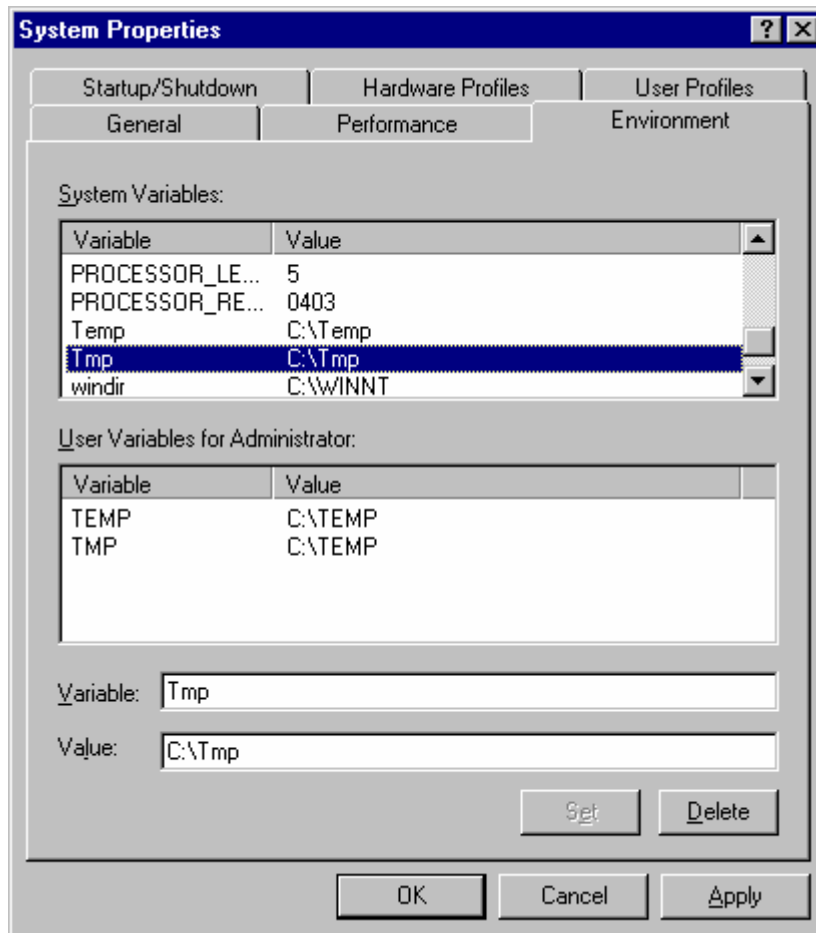 System Properties
Startup/Shutdown Hardware Profiles User Profiles
General Performance Environment
System Variables:
Variable Value
PROCESSOR_LE... 5
PROCESSOR_RE... 0403
Temp C:\Temp
Tmp C:\Tmp
windir C:\WINNT
User Variables for Administrator:
Variable Value
TEMP C:\TEMP
TMP C:\TEMP
Variable: Tmp
Value: C:\Tmp
Set Delete
OK Cancel Apply